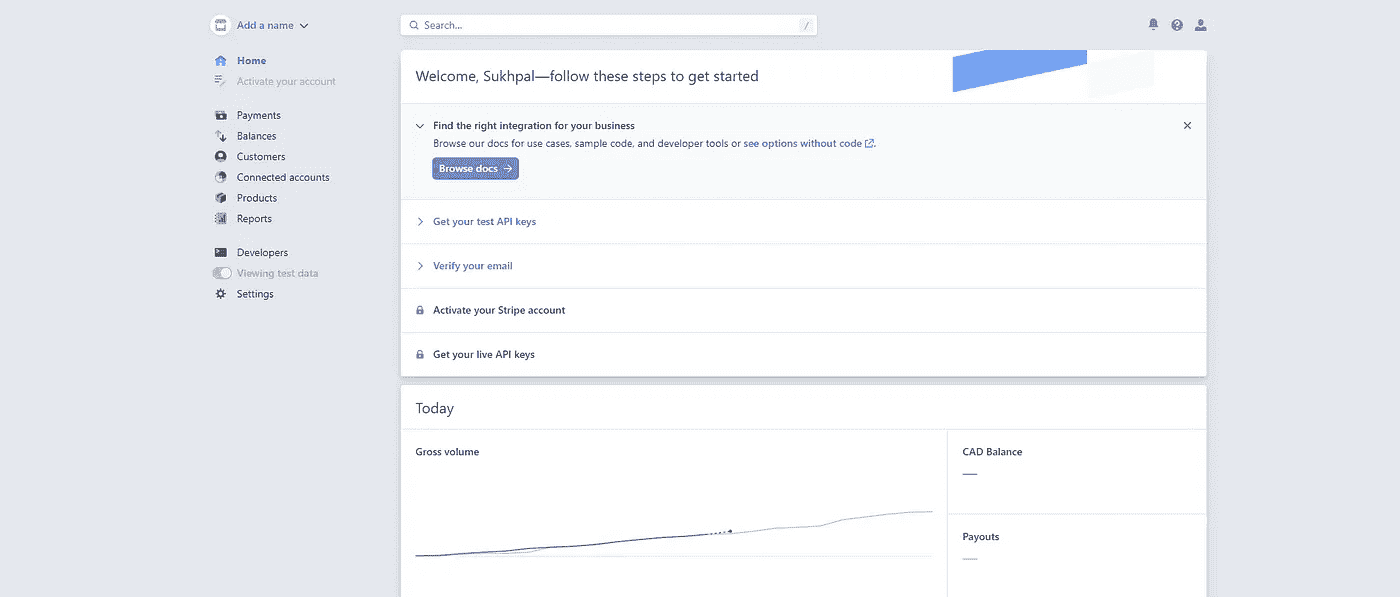 Add a name
Search...
/
Home
Activate your account
Payments
Balances
Customers
Connected accounts
Products
Reports
Developers
Viewing test data
Settings
Welcome, Sukhpal—follow these steps to get started
Find the right integration for your business
Browse our docs for use cases, sample code, and developer tools or see options without code.
Browse docs →
Get your test API keys
Verify your email
Activate your Stripe account
Get your live API keys
Today
Gross volume
CAD Balance
—
Payouts
—